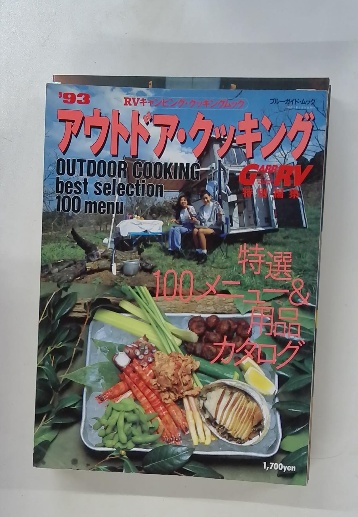 '93
RVキャンピング・クッキングブック
ブルーガイド・ムック
アウトドア・クッキング
OUTDOOR COOKING
best selection
100 menu
RV
特選
100メニュー&
用品
カタログ
1,700yen